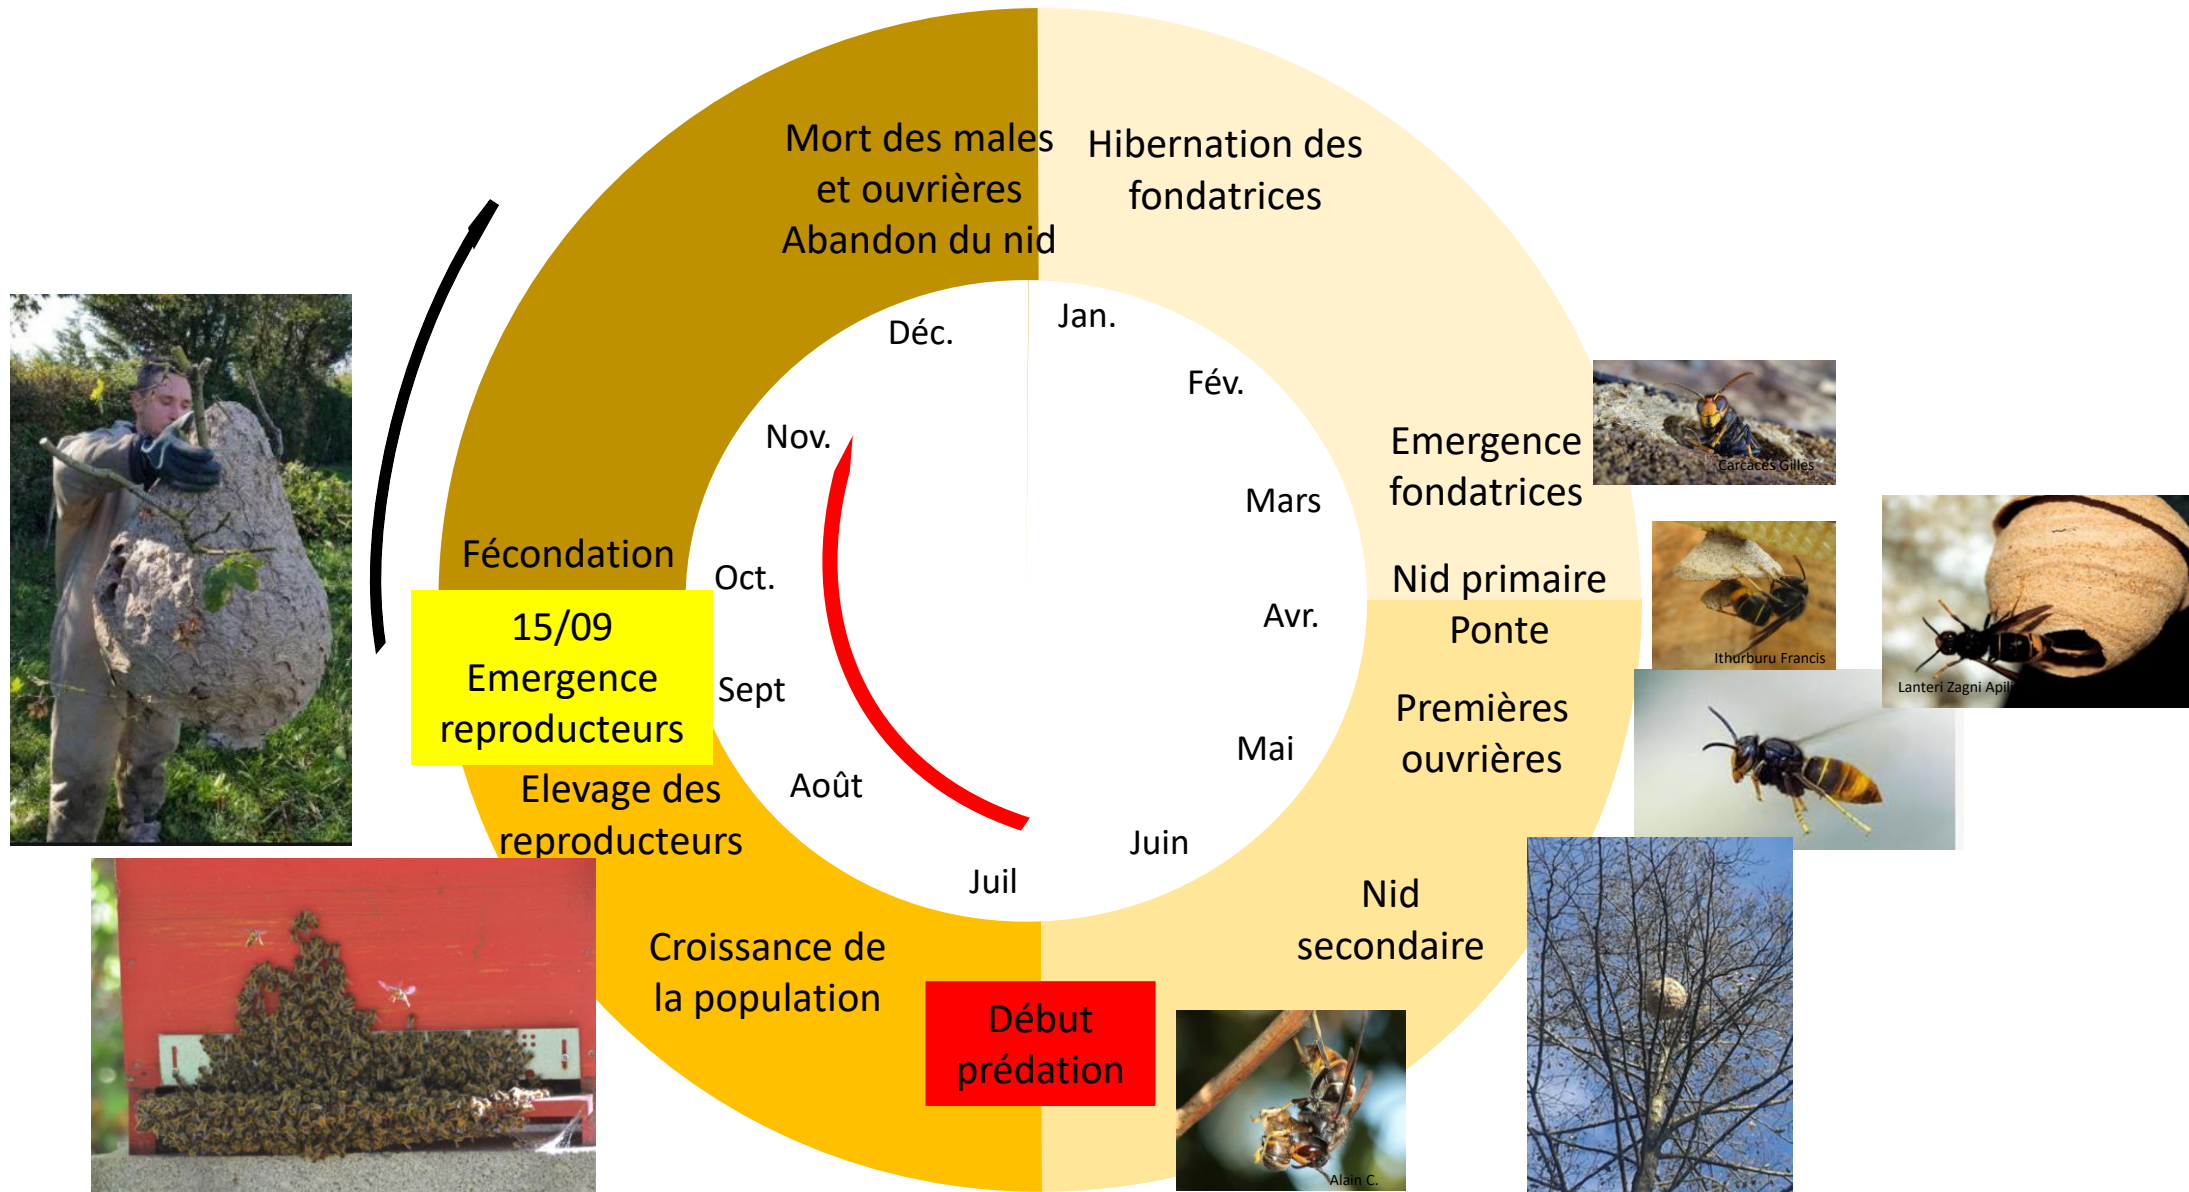 Mort des males
et ouvrières
Abandon du nid
Hibernation des
fondatrices
Jan.
Fév.
Mars
Avr.
Mai
Juin
Juil
Août
Sept
Oct.
Nov.
Déc.
Emergence
fondatrices
Carcacés Gilles
Nid primaire
Ponte
Ithurburu Francis
Lanteri Zagni Apili
Premières
ouvrières
Nid
secondaire
Début
prédation
Alain C.
Croissance de
la population
Elevage des
reproducteurs
15/09
Emergence
reproducteurs
Fécondation